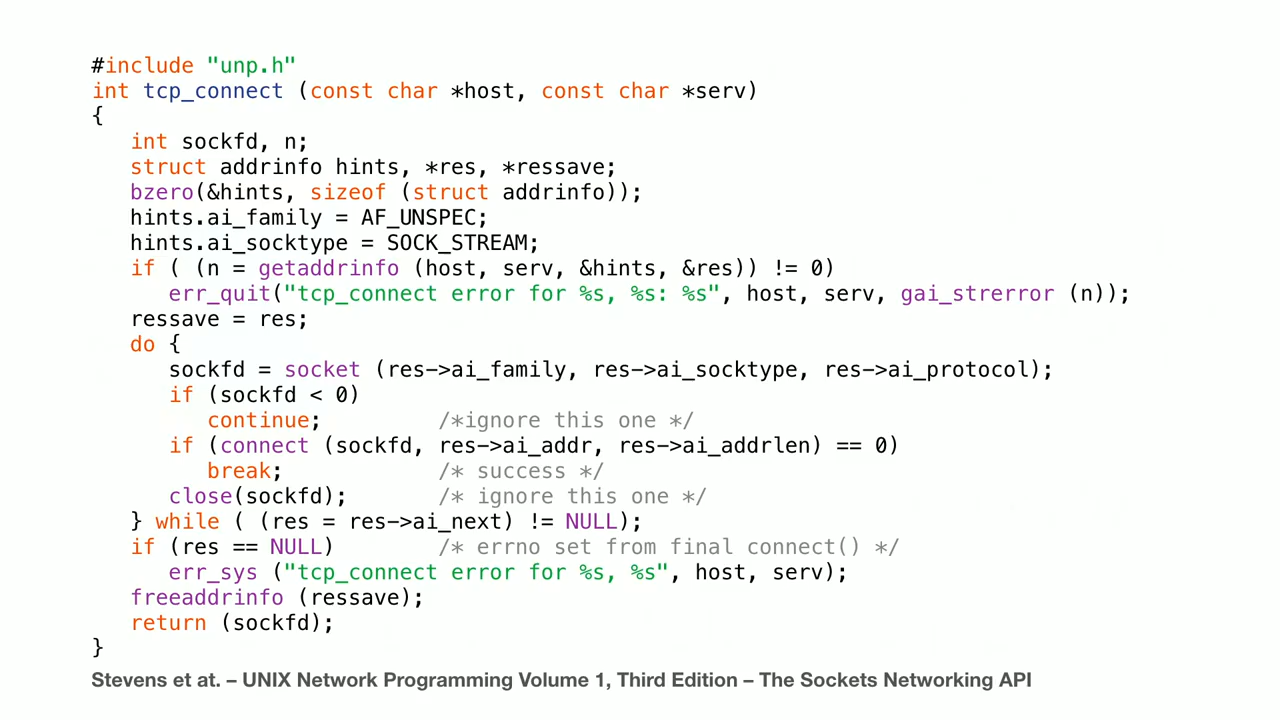 #include "unp.h"
int tcp_connect (const char *host, const char *serv)
{
   int sockfd, n;
   struct addrinfo hints, *res, *ressave;
   bzero(&hints, sizeof (struct addrinfo));
   hints.ai_family = AF_UNSPEC;
   hints.ai_socktype = SOCK_STREAM;
   if ( (n = getaddrinfo (host, serv, &hints, &res)) != 0)
      err_quit("tcp_connect error for %s, %s: %s", host, serv, gai_strerror (n));
   ressave = res;
   do {
      sockfd = socket (res->ai_family, res->ai_socktype, res->ai_protocol);
      if (sockfd < 0)
         continue;         /*ignore this one */
      if (connect (sockfd, res->ai_addr, res->ai_addrlen) == 0)
         break;            /* success */
      close(sockfd);       /* ignore this one */
   } while ( (res = res->ai_next) != NULL);
   if (res == NULL)        /* errno set from final connect() */
      err_sys ("tcp_connect error for %s, %s", host, serv);
   freeaddrinfo (ressave);
   return (sockfd);
}
Stevens et at. – UNIX Network Programming Volume 1, Third Edition – The Sockets Networking API